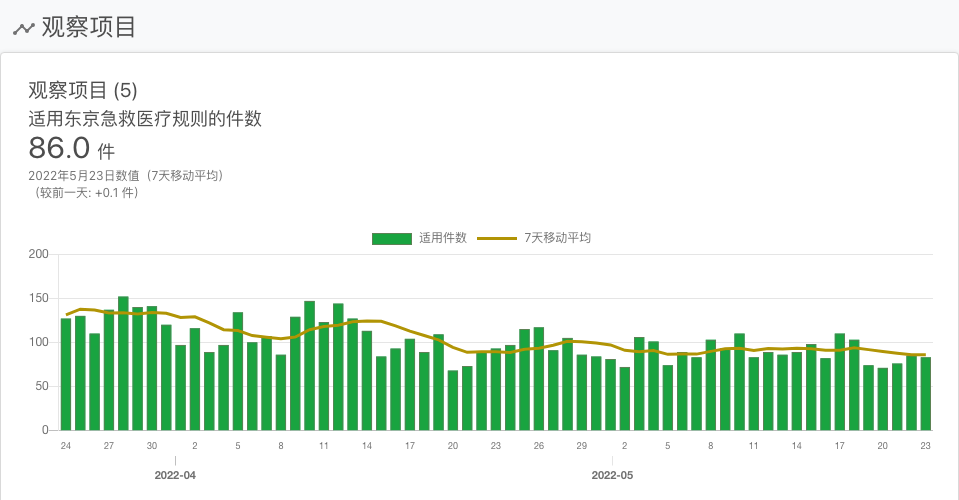 观察项目
观察项目 (5)
适用东京急救医疗规则的件数
86.0 件
2022年5月23日数值（7天移动平均）
（较前一天: +0.1 件）
适用件数 7天移动平均
200
150
100
50
0
24 27 30 2 5 8 11 14 17 20 23 26 29 2 5 8 11 14 17 20 23
2022-04 2022-05